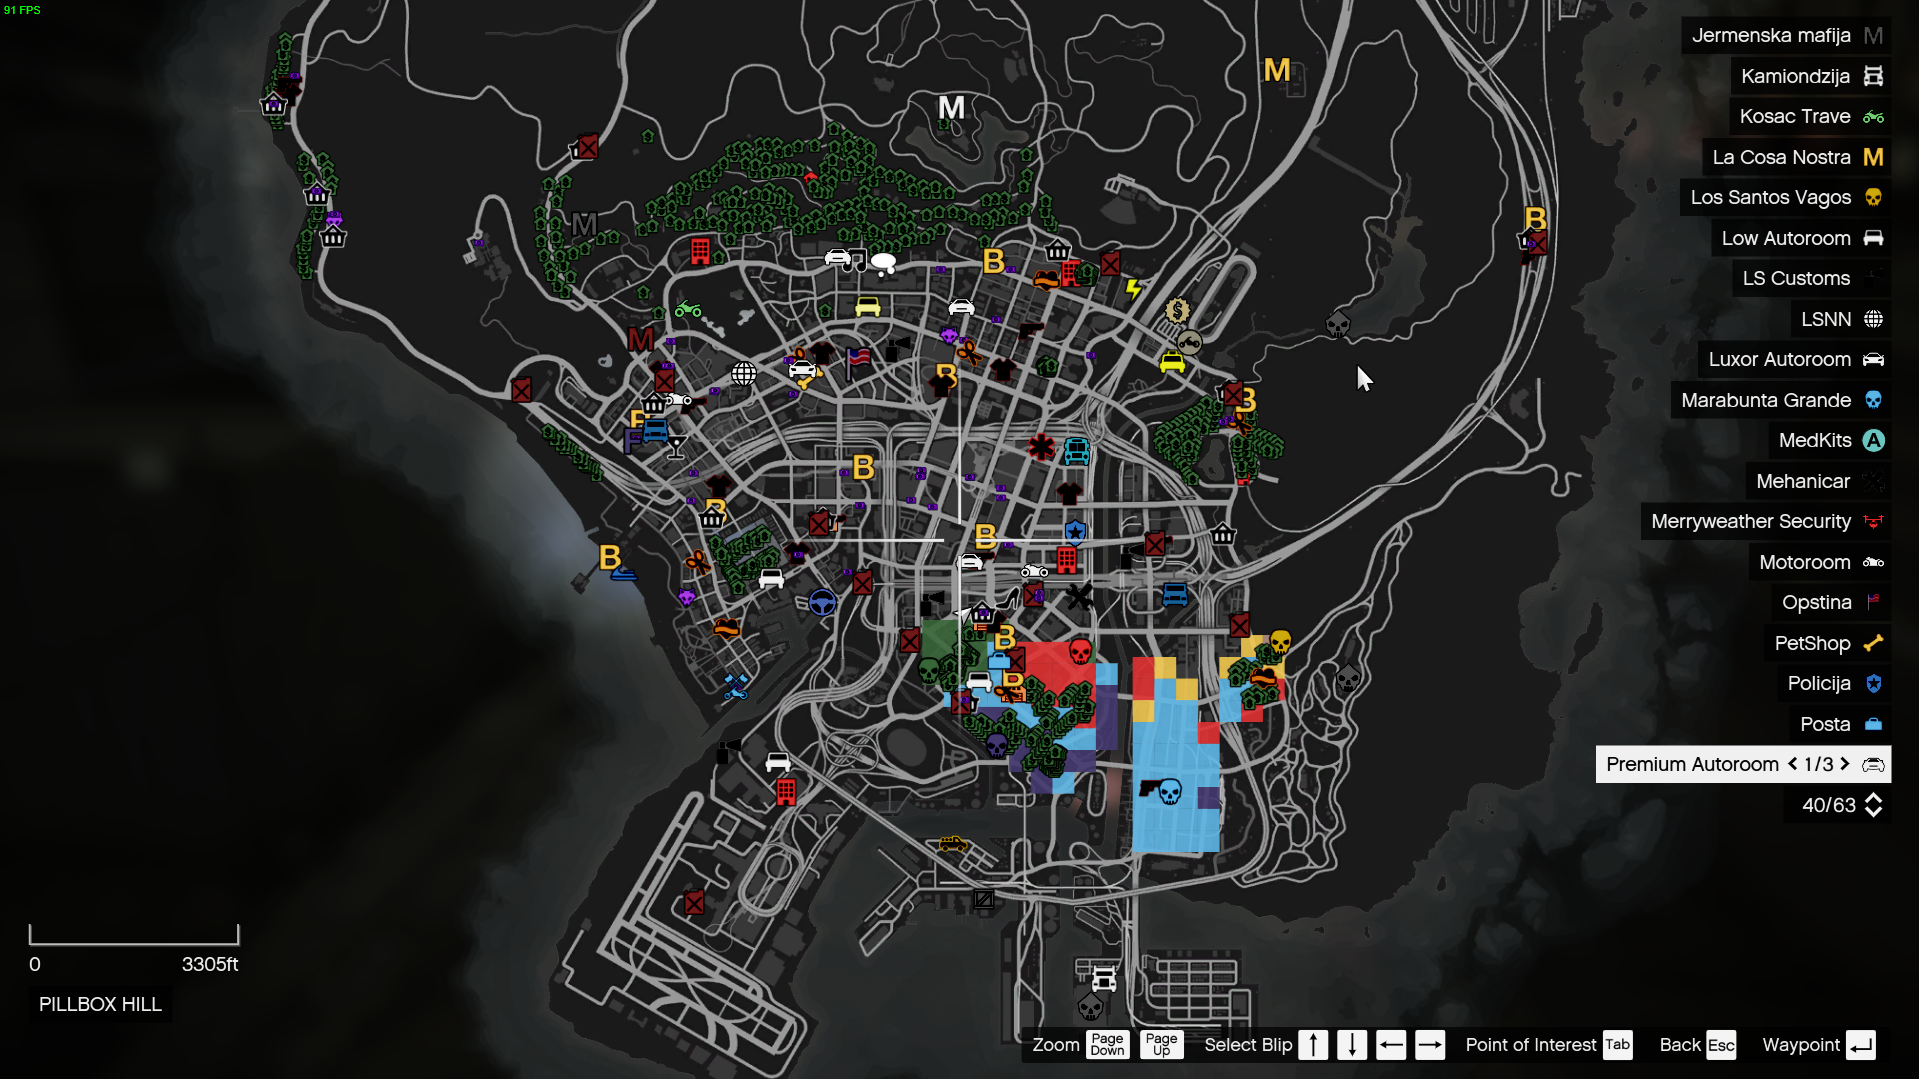 91 FPS
Jermenska mafija M
Kamiondzija
Kosac Trave
La Cosa Nostra M
Los Santos Vagos
Low Autoroom
LS Customs
LSNN
Luxor Autoroom
Marabunta Grande
MedKits A
Mehanicar
Merryweather Security
Motoroom
Opstina
PetShop
Policija
Posta
Premium Autoroom < 1/3 >
40/63
M
M
M
M
B
B
B
B
B
B
B
B
B
B
B
F
$
0 3305ft
PILLBOX HILL
Zoom Page Down Page Up Select Blip ↑ ↓ ← → Point of Interest Tab Back Esc Waypoint